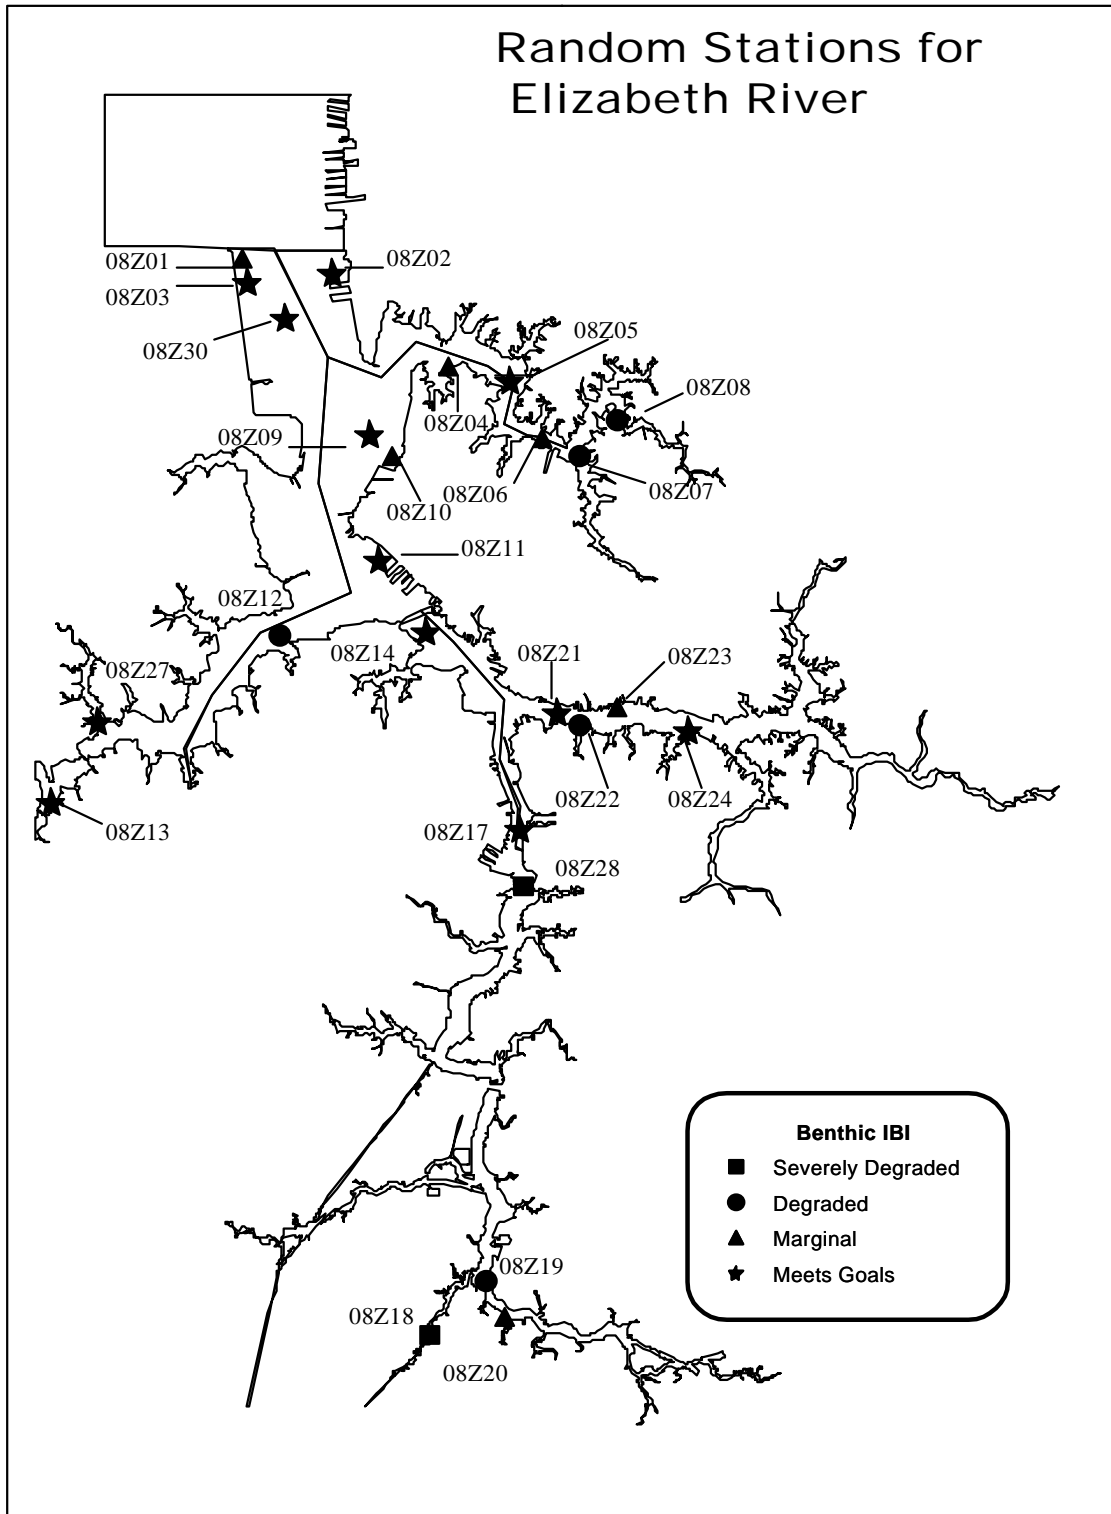 Random Stations for
Elizabeth River
08Z01
08Z02
08Z03
08Z30
08Z05
08Z08
08Z04
08Z09
08Z06
08Z07
08Z10
08Z11
08Z12
08Z14
08Z21
08Z23
08Z27
08Z22
08Z24
08Z13
08Z17
08Z28
Benthic IBI
Severely Degraded
Degraded
Marginal
Meets Goals
08Z19
08Z18
08Z20